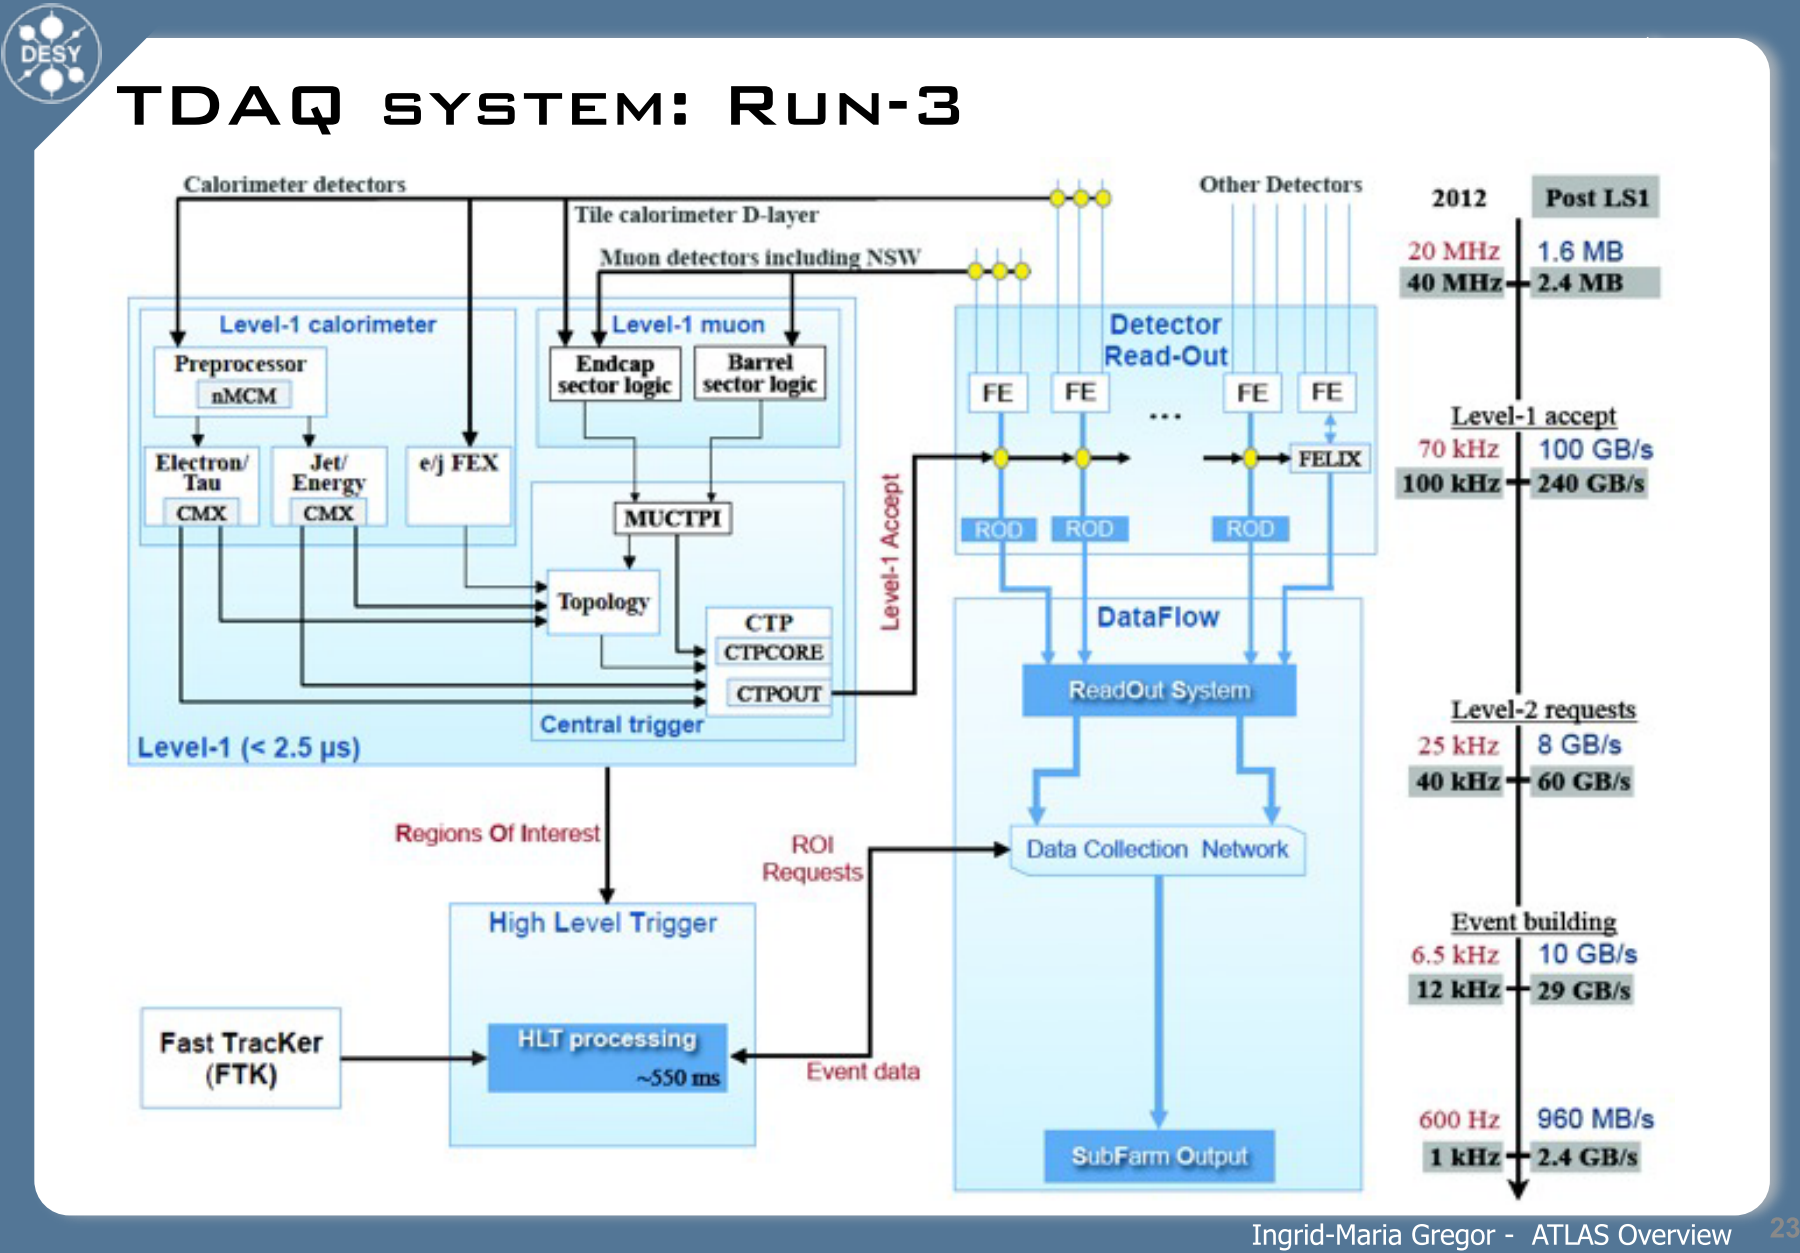 DESY
TDAQ system: Run-3
Calorimeter detectors
Tile calorimeter D-layer
Muon detectors including NSW
Other Detectors
2012
Post LS1
20 MHz
1.6 MB
40 MHz
2.4 MB
Level-1 calorimeter
Preprocessor
nMCM
Electron/
Tau
CMX
Jet/
Energy
CMX
e/j FEX
Level-1 muon
Endcap
sector logic
Barrel
sector logic
MUCTPI
Topology
CTP
CTPCORE
CTPOUT
Central trigger
Level-1 (< 2.5 µs)
Level-1 Accept
Detector
Read-Out
FE
FE
...
FE
FE
FELIX
ROD
ROD
ROD
DataFlow
ReadOut System
Data Collection Network
SubFarm Output
Regions Of Interest
ROI
Requests
High Level Trigger
HLT processing
~550 ms
Event data
Fast TracKer
(FTK)
Level-1 accept
70 kHz
100 GB/s
100 kHz
240 GB/s
Level-2 requests
25 kHz
8 GB/s
40 kHz
60 GB/s
Event building
6.5 kHz
10 GB/s
12 kHz
29 GB/s
600 Hz
960 MB/s
1 kHz
2.4 GB/s
Ingrid-Maria Gregor - ATLAS Overview
23